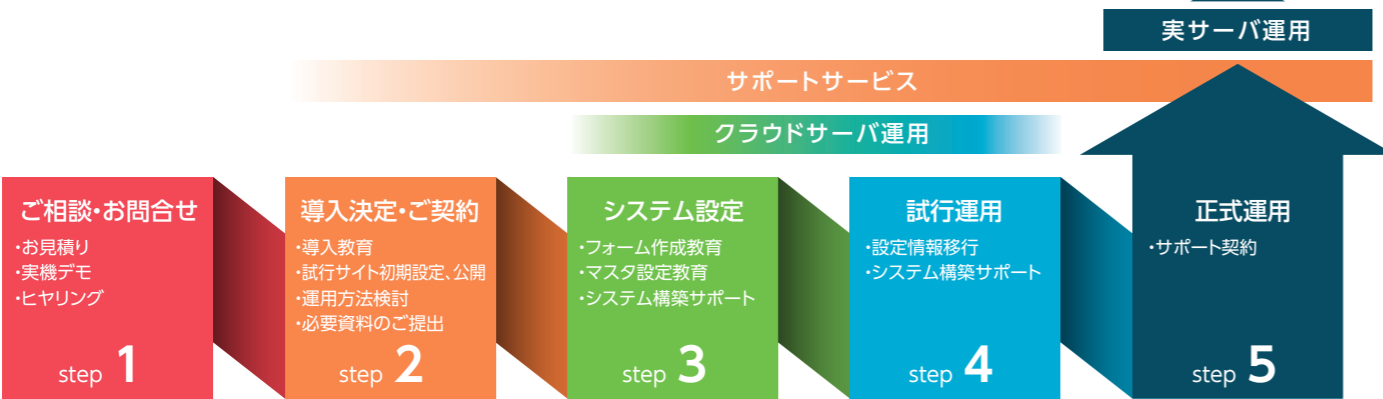 実サーバ運用
サポートサービス
クラウドサーバ運用
ご相談・お問合せ
・お見積り
・実機デモ
・ヒヤリング
step 1
導入決定・ご契約
・導入教育
・試行サイト初期設定、公開
・運用方法検討
・必要資料のご提出
step 2
システム設定
・フォーム作成教育
・マスタ設定教育
・システム構築サポート
step 3
試行運用
・設定情報移行
・システム構築サポート
step 4
正式運用
・サポート契約
step 5